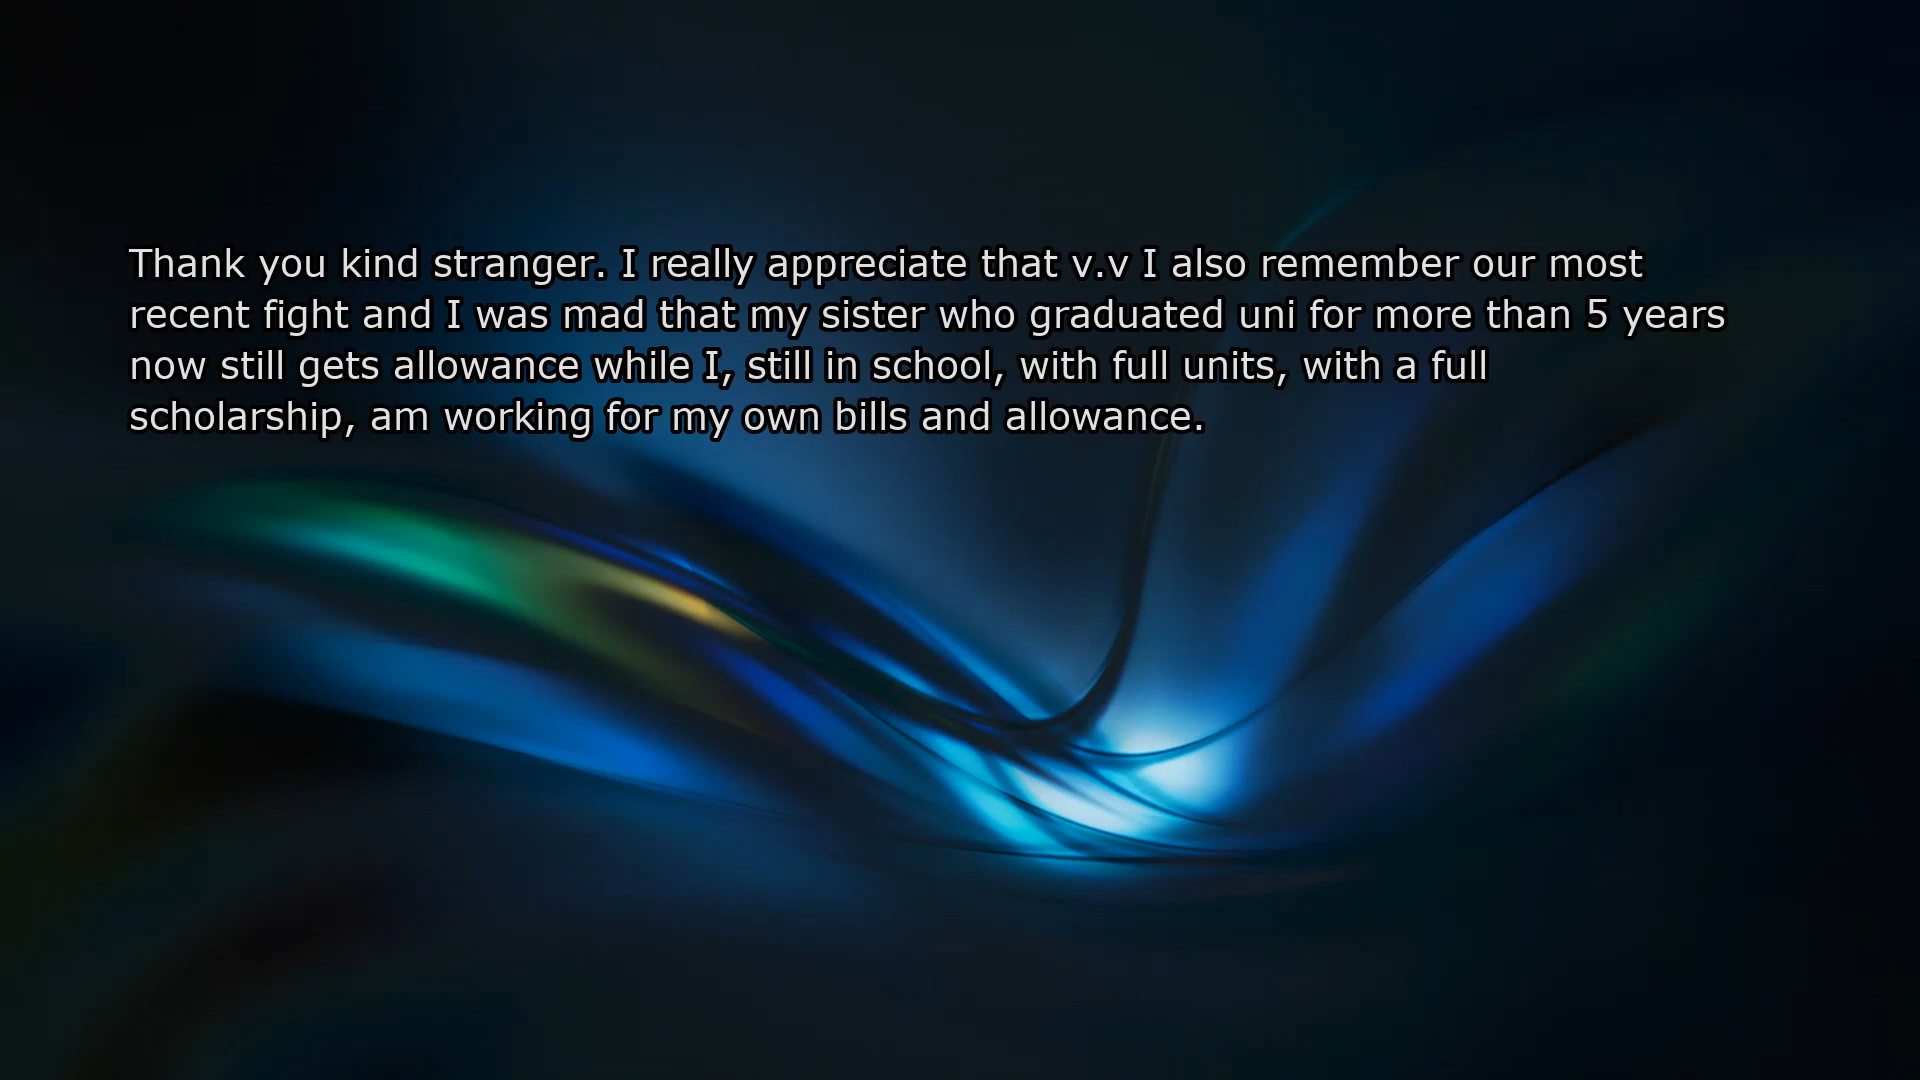 Thank you kind stranger. I really appreciate that v.v I also remember our most
recent fight and I was mad that my sister who graduated uni for more than 5 years
now still gets allowance while I, still in school, with full units, with a full
scholarship, am working for my own bills and allowance.